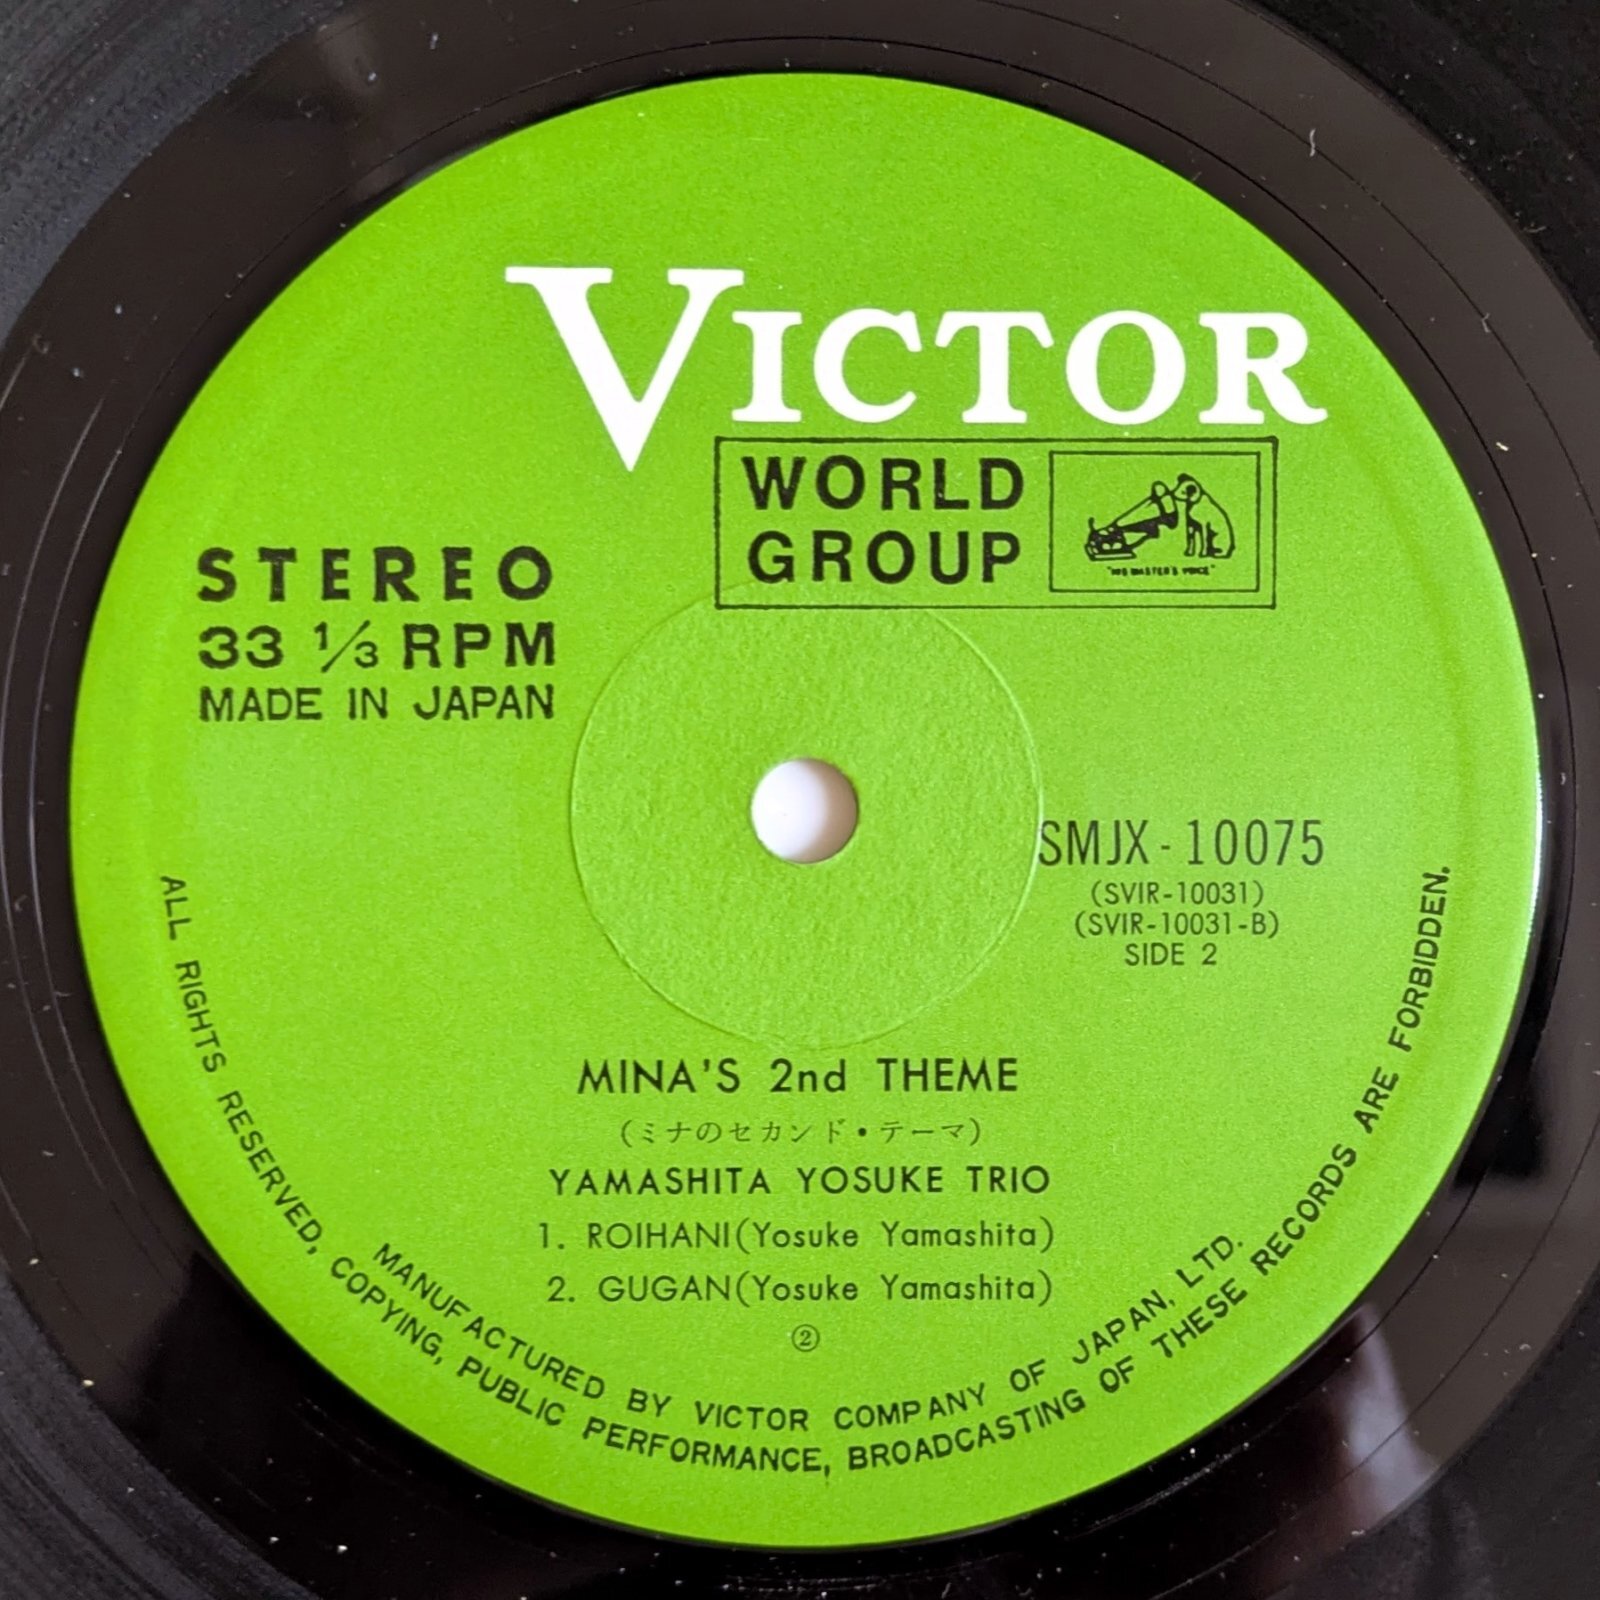 VICTOR
WORLD
GROUP
"HIS MASTER'S VOICE"
STEREO
33 1/3 RPM
MADE IN JAPAN
SMJX-10075
(SVIR-10031)
(SVIR-10031-B)
SIDE 2
MINA'S 2nd THEME
(ミナのセカンド・テーマ)
YAMASHITA YOSUKE TRIO
1. ROIHANI(Yosuke Yamashita)
2. GUGAN(Yosuke Yamashita)
②
MANUFACTURED BY VICTOR COMPANY OF JAPAN, LTD.
ALL RIGHTS RESERVED, COPYING, PUBLIC PERFORMANCE, BROADCASTING OF THESE RECORDS ARE FORBIDDEN.